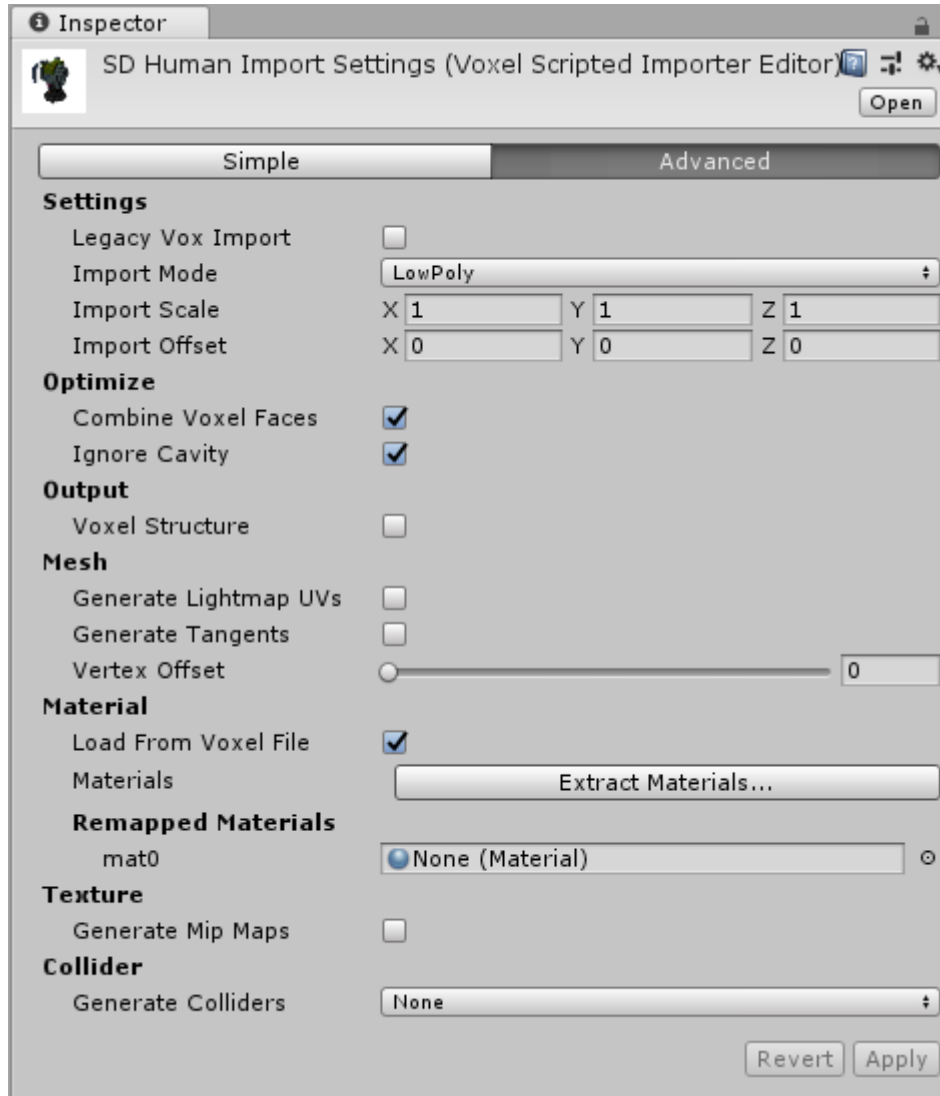 Inspector
SD Human Import Settings (Voxel Scripted Importer Editor)
Open
Simple Advanced
Settings
Legacy Vox Import
Import Mode LowPoly
Import Scale X 1 Y 1 Z 1
Import Offset X 0 Y 0 Z 0
Optimize
Combine Voxel Faces
Ignore Cavity
Output
Voxel Structure
Mesh
Generate Lightmap UVs
Generate Tangents
Vertex Offset 0
Material
Load From Voxel File
Materials Extract Materials...
Remapped Materials
mat0 None (Material)
Texture
Generate Mip Maps
Collider
Generate Colliders None
Revert Apply